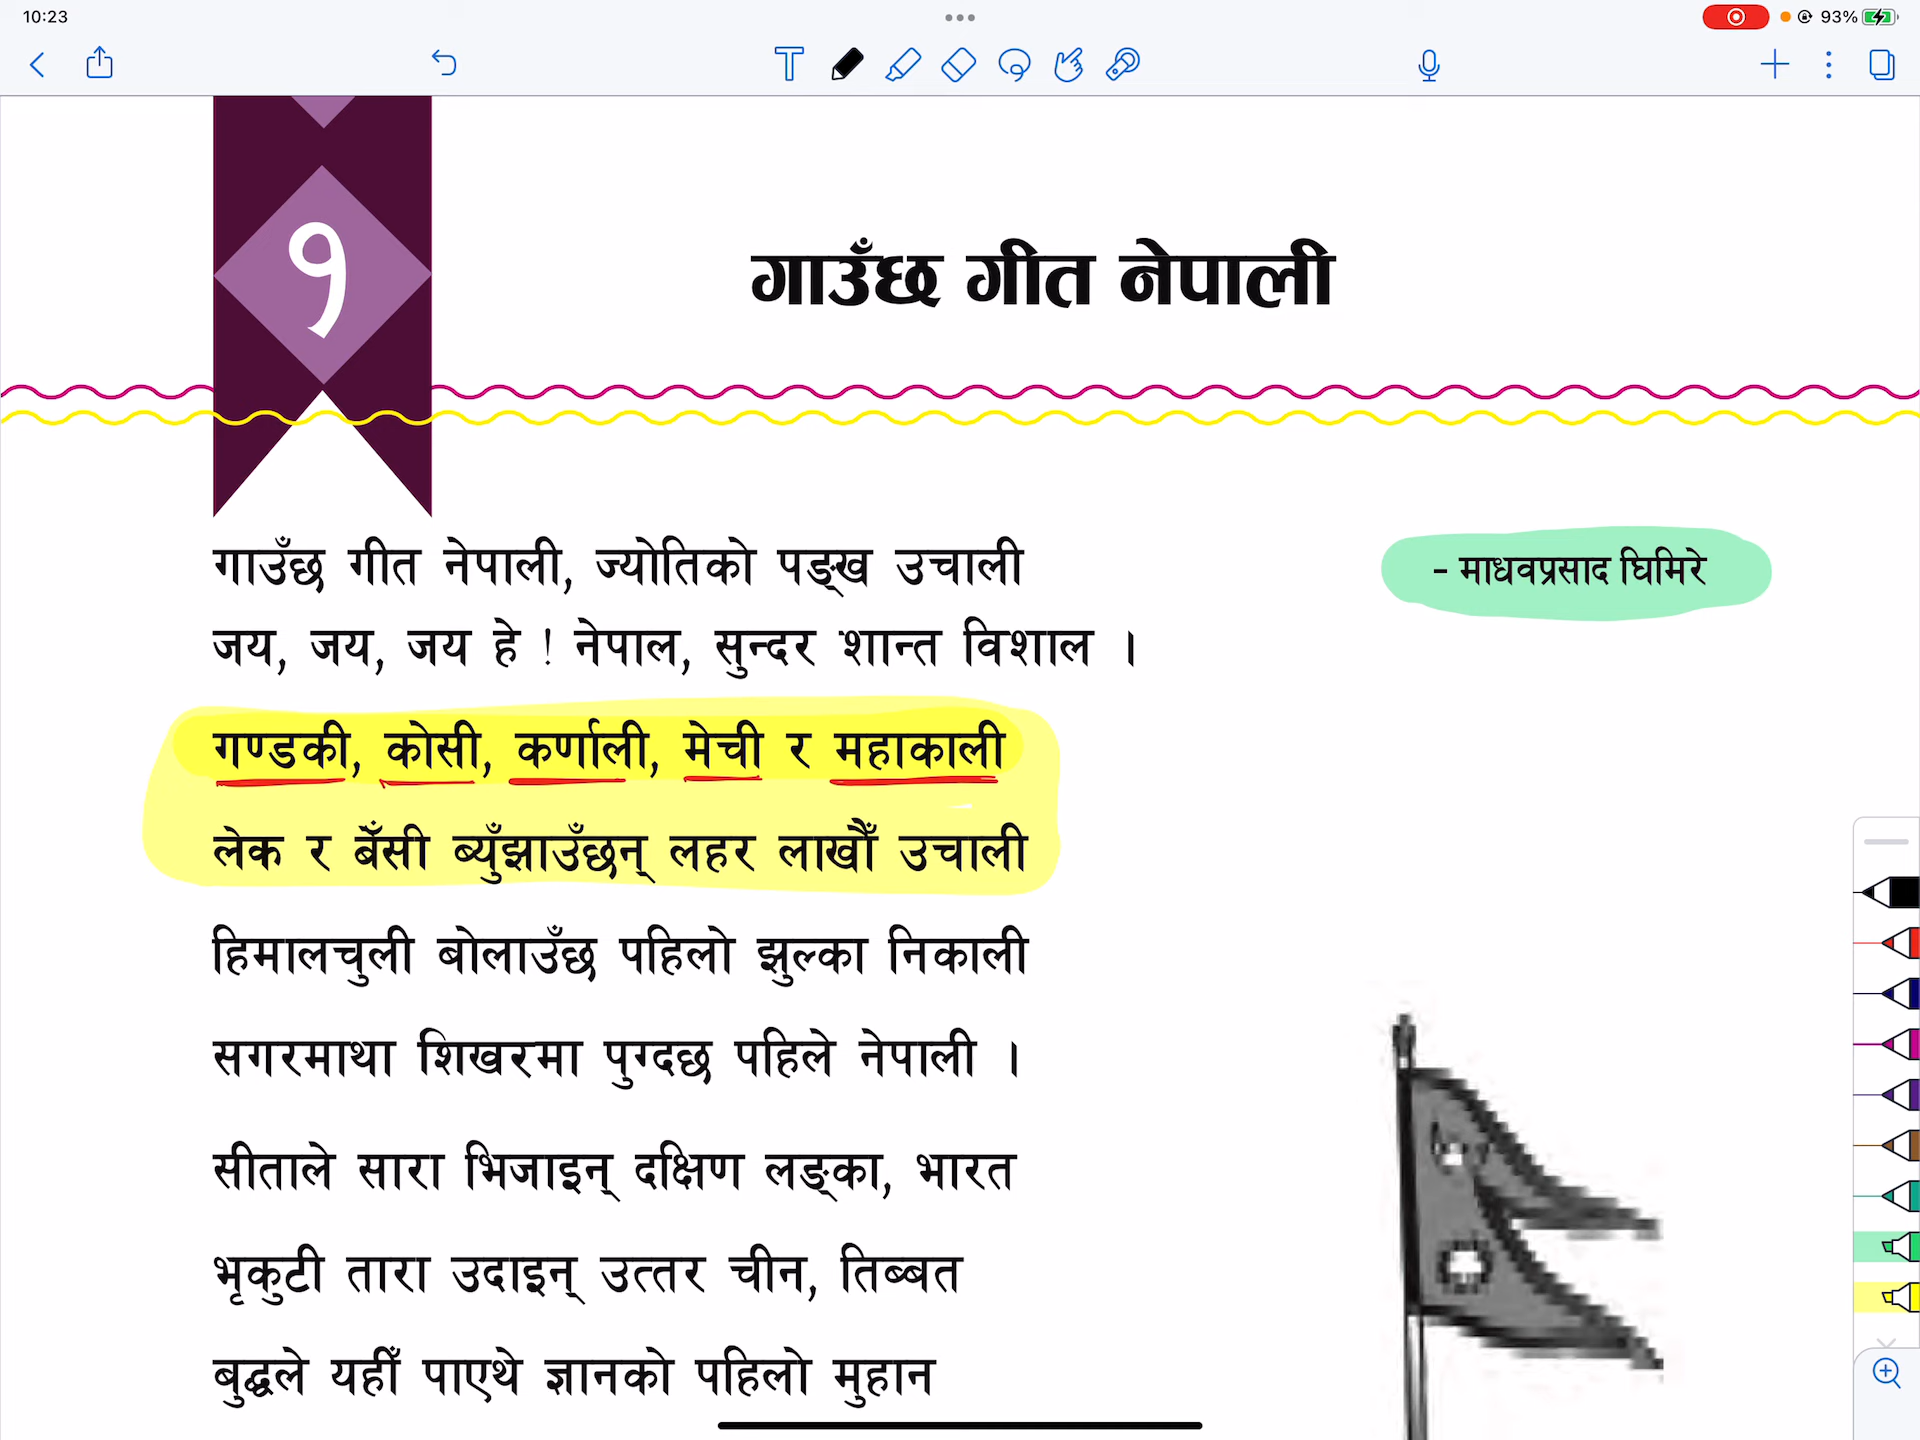 10:23
93%
१
गाउँछ गीत नेपाली
गाउँछ गीत नेपाली, ज्योतिको पङ्ख उचाली
- माधवप्रसाद घिमिरे
जय, जय, जय हे ! नेपाल, सुन्दर शान्त विशाल ।
गण्डकी, कोसी, कर्णाली, मेची र महाकाली
लेक र बेँसी ब्युँझाउँछन् लहर लाखौँ उचाली
हिमालचुली बोलाउँछ पहिलो झुल्का निकाली
सगरमाथा शिखरमा पुग्दछ पहिले नेपाली ।
सीताले सारा भिजाइन् दक्षिण लङ्का, भारत
भृकुटी तारा उदाइन् उत्तर चीन, तिब्बत
बुद्धले यहीँ पाएथे ज्ञानको पहिलो मुहान